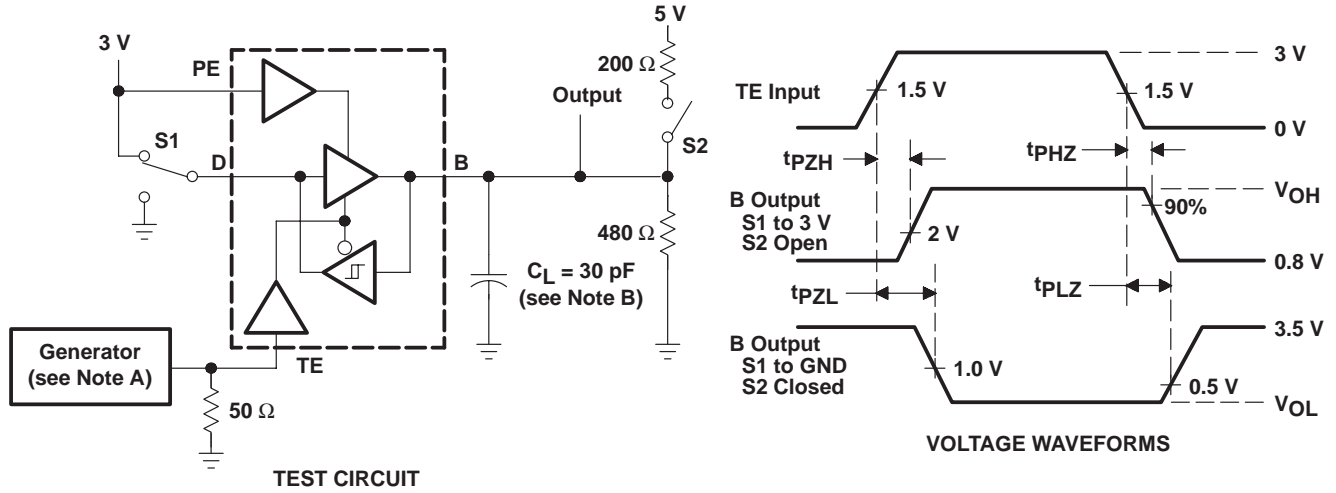 3 V
PE
S1
D
Generator
(see Note A)
50 Ω
TE
B
Output
C_L = 30 pF
(see Note B)
5 V
200 Ω
S2
480 Ω
TEST CIRCUIT
TE Input
1.5 V
1.5 V
3 V
0 V
tPZH
tPHZ
B Output
S1 to 3 V
S2 Open
2 V
90%
VOH
0.8 V
tPZL
tPLZ
B Output
S1 to GND
S2 Closed
1.0 V
0.5 V
3.5 V
VOL
VOLTAGE WAVEFORMS